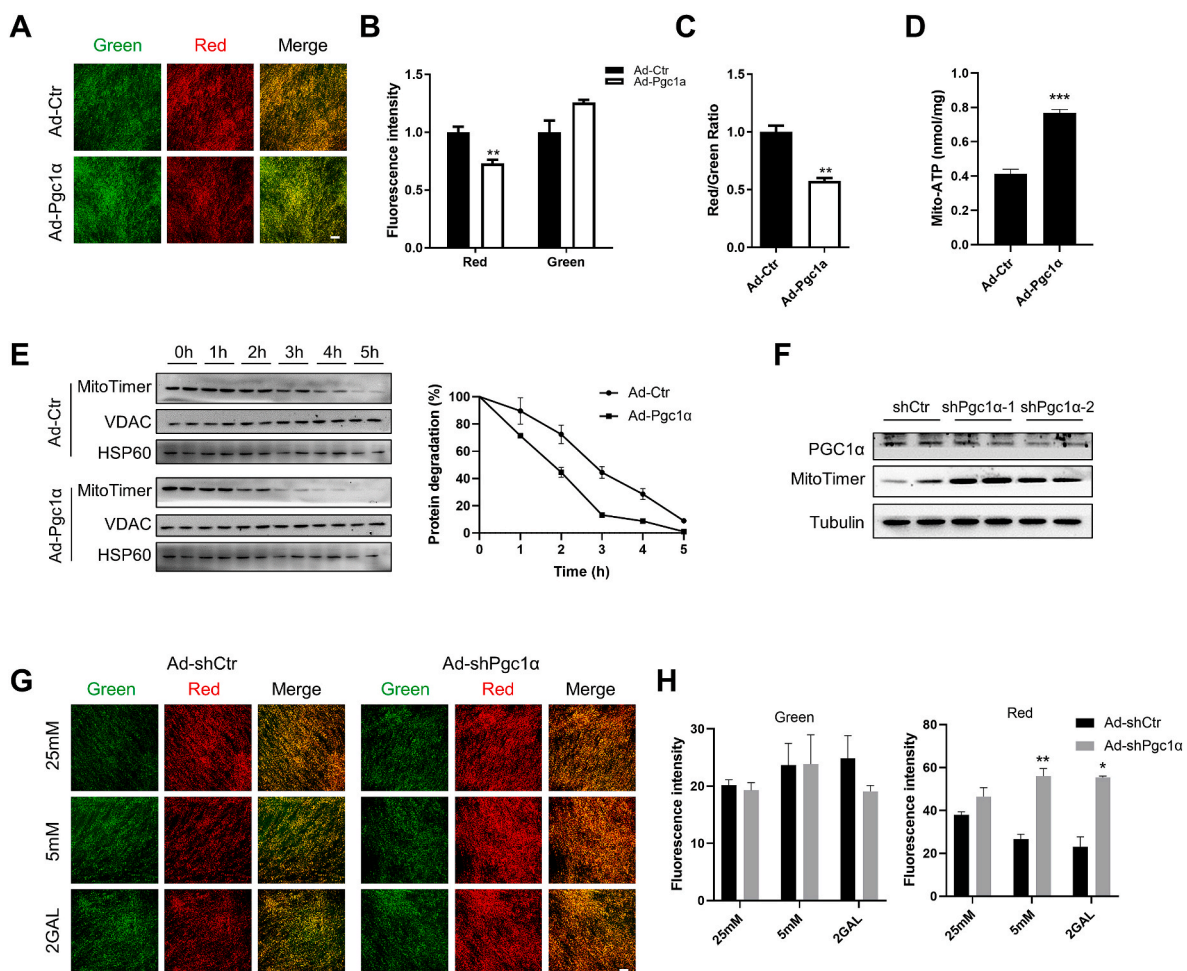 A
Green Red Merge
Ad-Ctr
Ad-Pgc1α
B
Ad-Ctr
Ad-Pgc1a
Fluorescence intensity
1.5
1.0
0.5
0.0
**
Red Green
C
Red/Green Ratio
1.5
1.0
0.5
0.0
**
Ad-Ctr
Ad-Pgc1a
D
Mito-ATP (nmol/mg)
1.0
0.8
0.6
0.4
0.2
0.0
***
Ad-Ctr
Ad-Pgc1α
E
0h 1h 2h 3h 4h 5h
Ad-Ctr
MitoTimer
VDAC
HSP60
Ad-Pgc1α
MitoTimer
VDAC
HSP60
Protein degradation (%)
100
80
60
40
20
0
0 1 2 3 4 5
Time (h)
Ad-Ctr
Ad-Pgc1α
F
shCtr shPgc1α-1 shPgc1α-2
PGC1α
MitoTimer
Tubulin
G
Ad-shCtr Ad-shPgc1α
Green Red Merge Green Red Merge
25mM
5mM
2GAL
H
Green
Fluorescence intensity
30
20
10
0
25mM
5mM
2GAL
Red
Fluorescence intensity
80
60
40
20
0
** *
25mM
5mM
2GAL
Ad-shCtr
Ad-shPgc1α